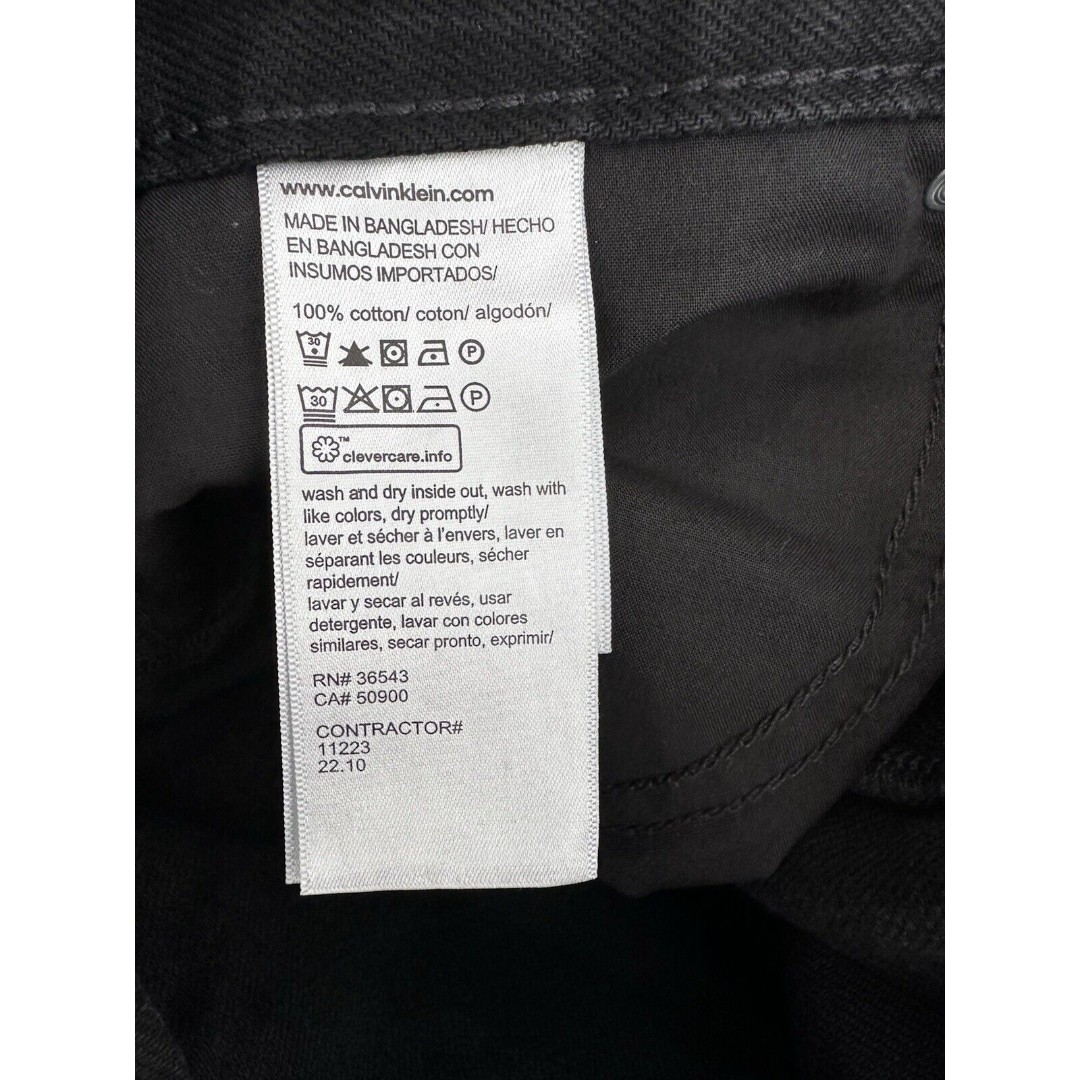 www.calvinklein.com
MADE IN BANGLADESH/ HECHO
EN BANGLADESH CON
INSUMOS IMPORTADOS/
100% cotton/ coton/ algodón/
30 P
30 P
™
clevercare.info
wash and dry inside out, wash with
like colors, dry promptly/
laver et sécher à l'envers, laver en
séparant les couleurs, sécher
rapidement/
lavar y secar al revés, usar
detergente, lavar con colores
similares, secar pronto, exprimir/
RN# 36543
CA# 50900
CONTRACTOR#
11223
22.10